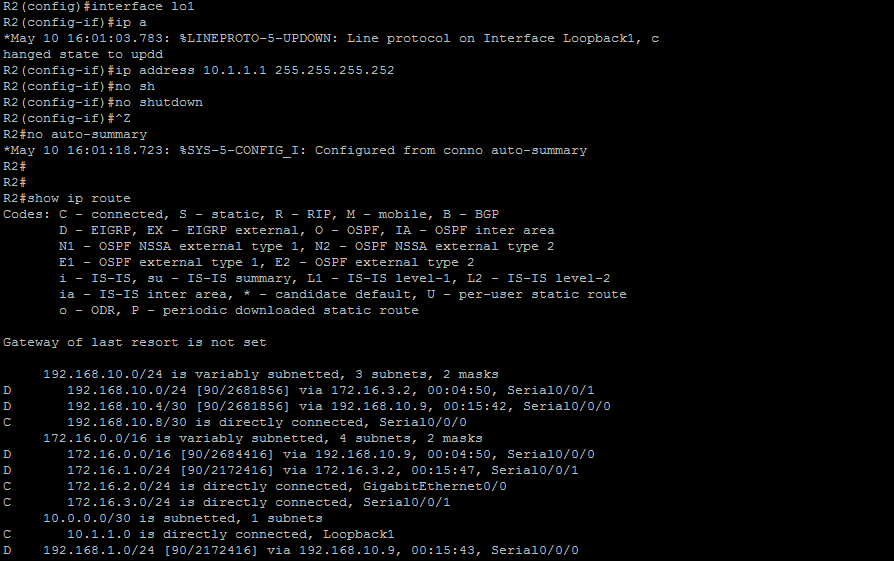 R2(config)#interface lo1
R2(config-if)#ip a
*May 10 16:01:03.783: %LINEPROTO-5-UPDOWN: Line protocol on Interface Loopback1, c
hanged state to updd
R2(config-if)#ip address 10.1.1.1 255.255.255.252
R2(config-if)#no sh
R2(config-if)#no shutdown
R2(config-if)#^Z
R2#no auto-summary
*May 10 16:01:18.723: %SYS-5-CONFIG_I: Configured from conno auto-summary
R2#
R2#
R2#show ip route
Codes: C - connected, S - static, R - RIP, M - mobile, B - BGP
       D - EIGRP, EX - EIGRP external, O - OSPF, IA - OSPF inter area
       N1 - OSPF NSSA external type 1, N2 - OSPF NSSA external type 2
       E1 - OSPF external type 1, E2 - OSPF external type 2
       i - IS-IS, su - IS-IS summary, L1 - IS-IS level-1, L2 - IS-IS level-2
       ia - IS-IS inter area, * - candidate default, U - per-user static route
       o - ODR, P - periodic downloaded static route

Gateway of last resort is not set

     192.168.10.0/24 is variably subnetted, 3 subnets, 2 masks
D       192.168.10.0/24 [90/2681856] via 172.16.3.2, 00:04:50, Serial0/0/1
D       192.168.10.4/30 [90/2681856] via 192.168.10.9, 00:15:42, Serial0/0/0
C       192.168.10.8/30 is directly connected, Serial0/0/0
     172.16.0.0/16 is variably subnetted, 4 subnets, 2 masks
D       172.16.0.0/16 [90/2684416] via 192.168.10.9, 00:04:50, Serial0/0/0
D       172.16.1.0/24 [90/2172416] via 172.16.3.2, 00:15:47, Serial0/0/1
C       172.16.2.0/24 is directly connected, GigabitEthernet0/0
C       172.16.3.0/24 is directly connected, Serial0/0/1
     10.0.0.0/30 is subnetted, 1 subnets
C       10.1.1.0 is directly connected, Loopback1
D    192.168.1.0/24 [90/2172416] via 192.168.10.9, 00:15:43, Serial0/0/0